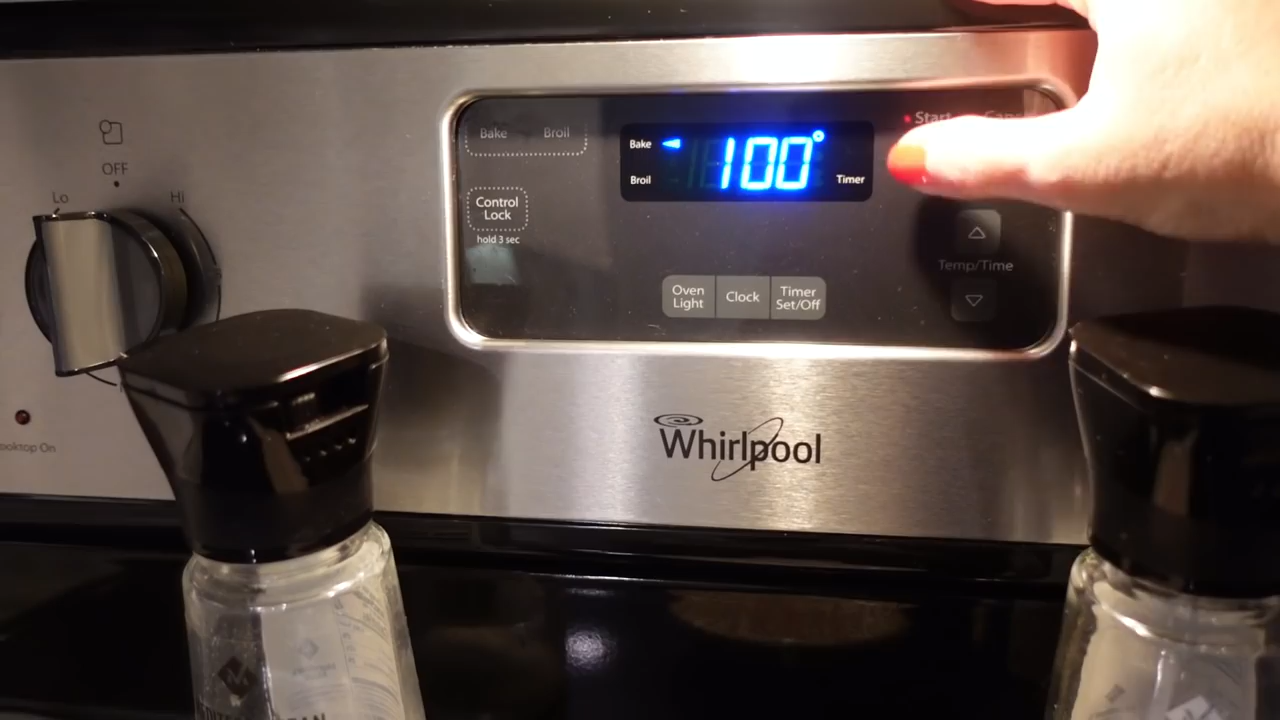 OFF
Lo
Hi
Bake
Broil
Control
Lock
hold 3 sec
Bake
100°
Broil
Timer
Start
Temp/Time
Oven
Light
Clock
Timer
Set/Off
Whirlpool
On